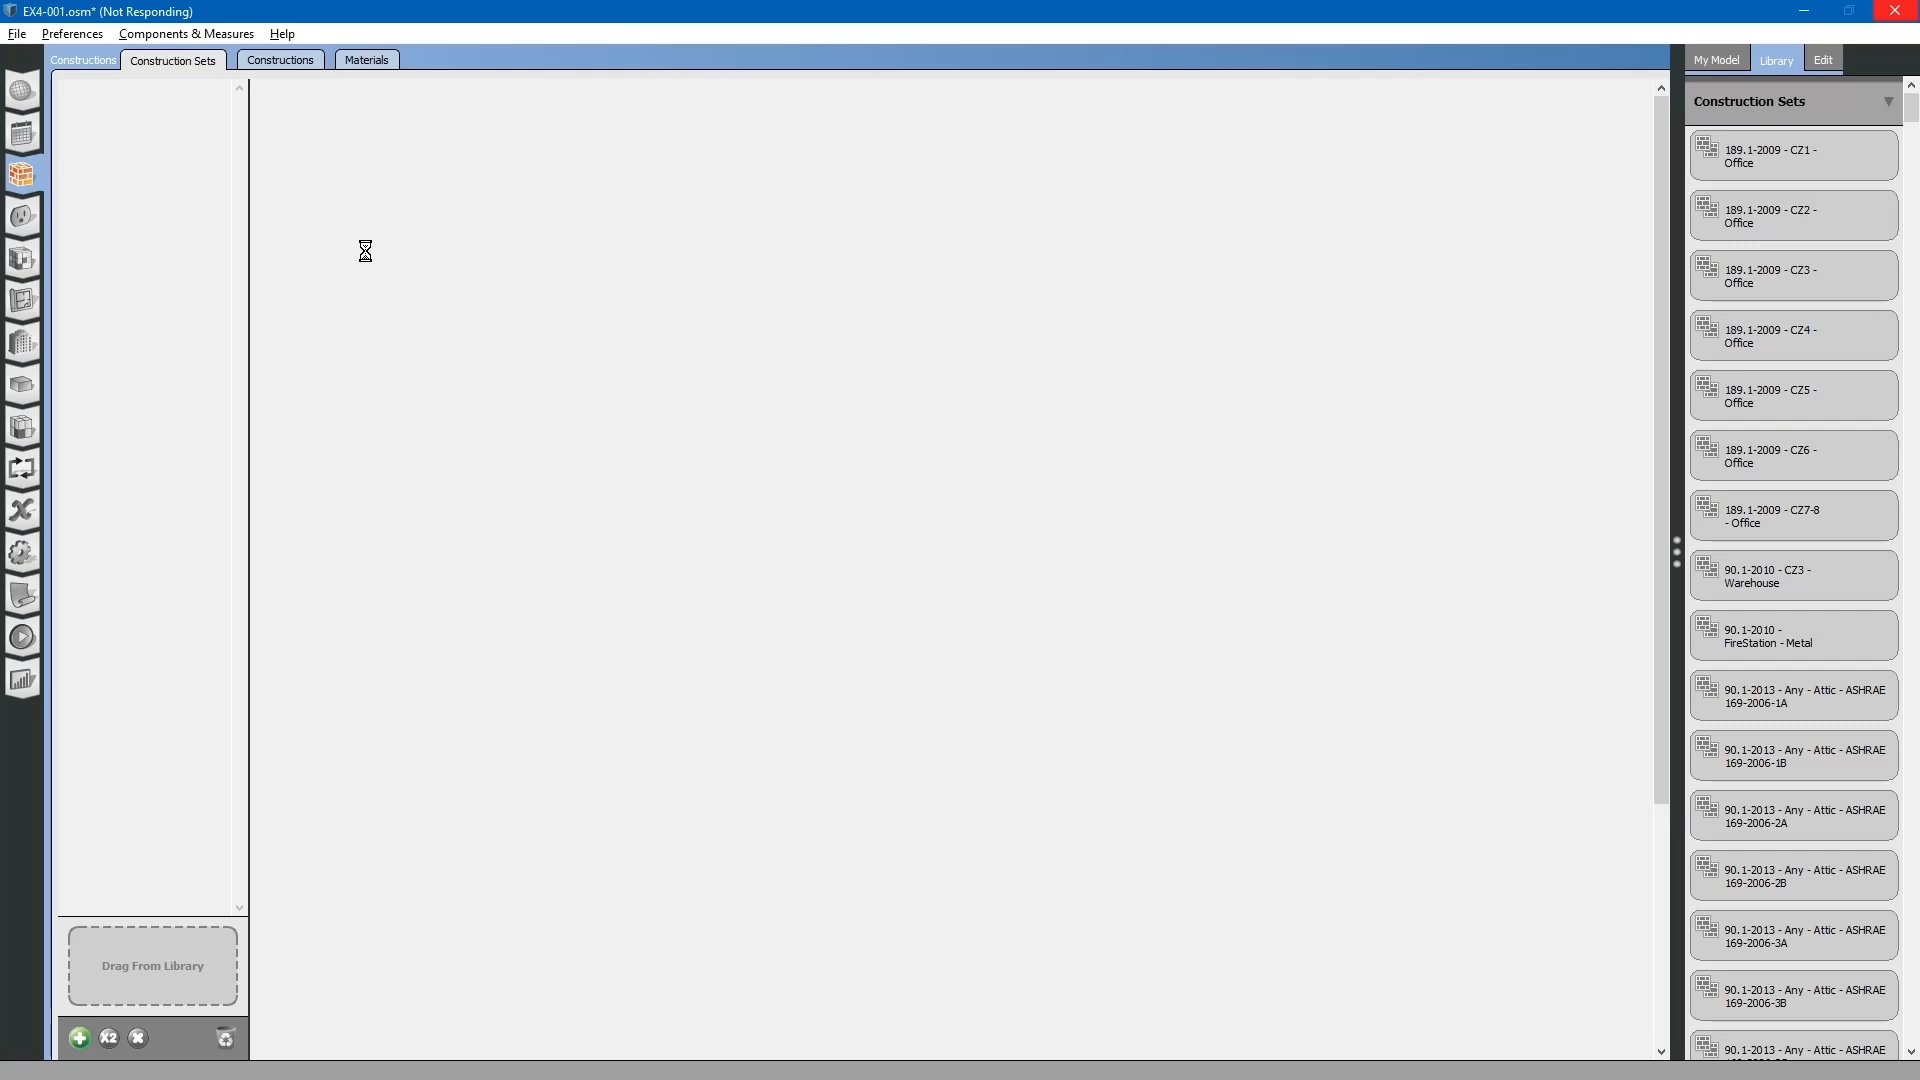 EX4-001.osm* (Not Responding)
File Preferences Components & Measures Help
Constructions Construction Sets Constructions Materials
My Model Library Edit
Construction Sets
189.1-2009 - CZ1 -
Office
189.1-2009 - CZ2 -
Office
189.1-2009 - CZ3 -
Office
189.1-2009 - CZ4 -
Office
189.1-2009 - CZ5 -
Office
189.1-2009 - CZ6 -
Office
189.1-2009 - CZ7-8
- Office
90.1-2010 - CZ3 -
Warehouse
90.1-2010 -
FireStation - Metal
90.1-2013 - Any - Attic - ASHRAE
169-2006-1A
90.1-2013 - Any - Attic - ASHRAE
169-2006-1B
90.1-2013 - Any - Attic - ASHRAE
169-2006-2A
90.1-2013 - Any - Attic - ASHRAE
169-2006-2B
90.1-2013 - Any - Attic - ASHRAE
169-2006-3A
90.1-2013 - Any - Attic - ASHRAE
169-2006-3B
90.1-2013 - Any - Attic - ASHRAE
Drag From Library
X2